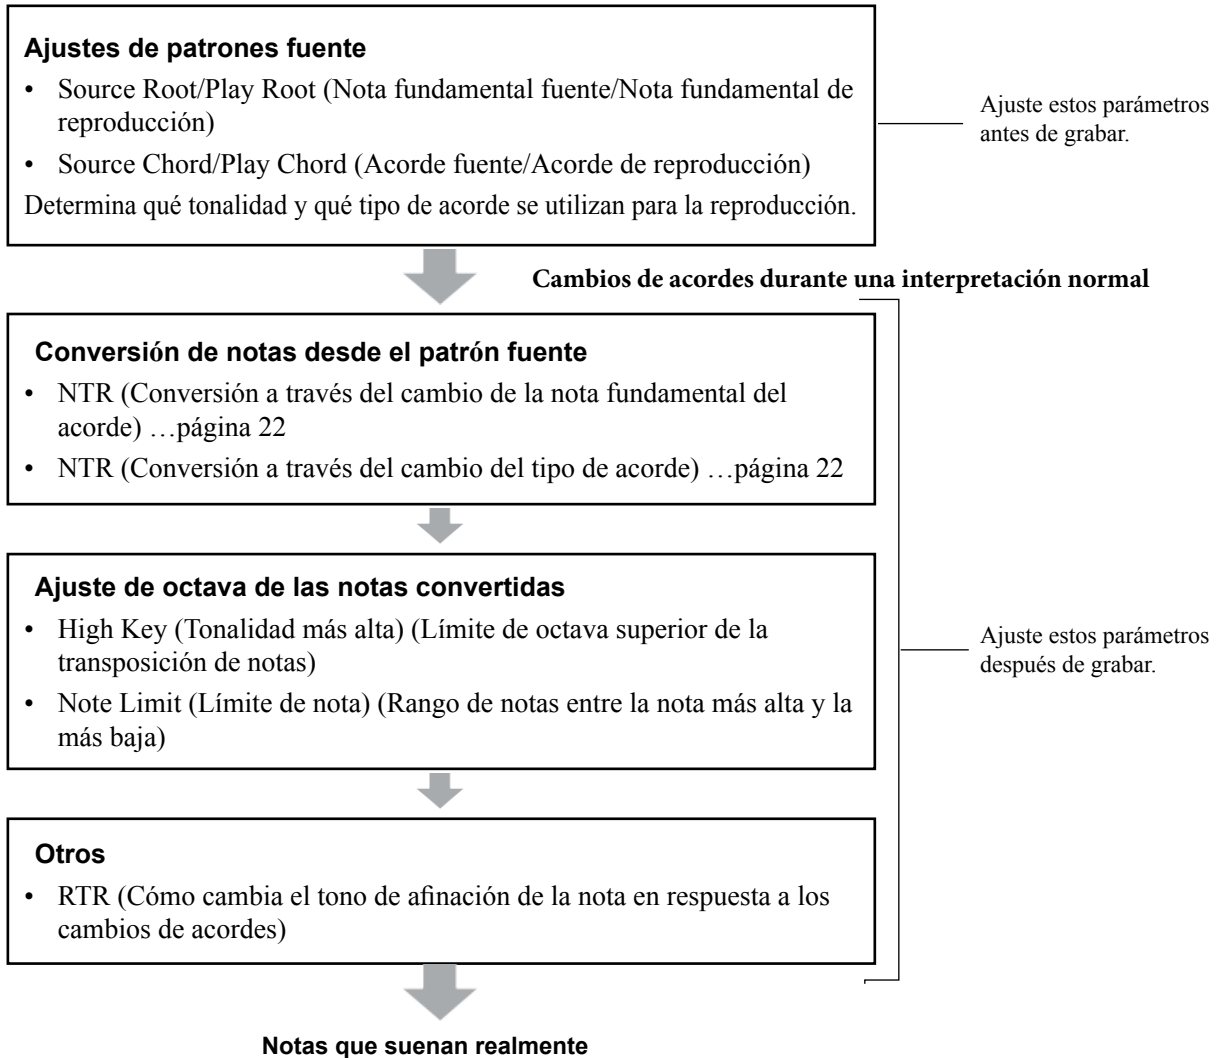 Ajustes de patrones fuente
• Source Root/Play Root (Nota fundamental fuente/Nota fundamental de
reproducción)
• Source Chord/Play Chord (Acorde fuente/Acorde de reproducción)
Determina qué tonalidad y qué tipo de acorde se utilizan para la reproducción.
Ajuste estos parámetros
antes de grabar.
Cambios de acordes durante una interpretación normal
Conversión de notas desde el patrón fuente
• NTR (Conversión a través del cambio de la nota fundamental del
acorde) …página 22
• NTR (Conversión a través del cambio del tipo de acorde) …página 22
Ajuste de octava de las notas convertidas
• High Key (Tonalidad más alta) (Límite de octava superior de la
transposición de notas)
• Note Limit (Límite de nota) (Rango de notas entre la nota más alta y la
más baja)
Ajuste estos parámetros
después de grabar.
Otros
• RTR (Cómo cambia el tono de afinación de la nota en respuesta a los
cambios de acordes)
Notas que suenan realmente